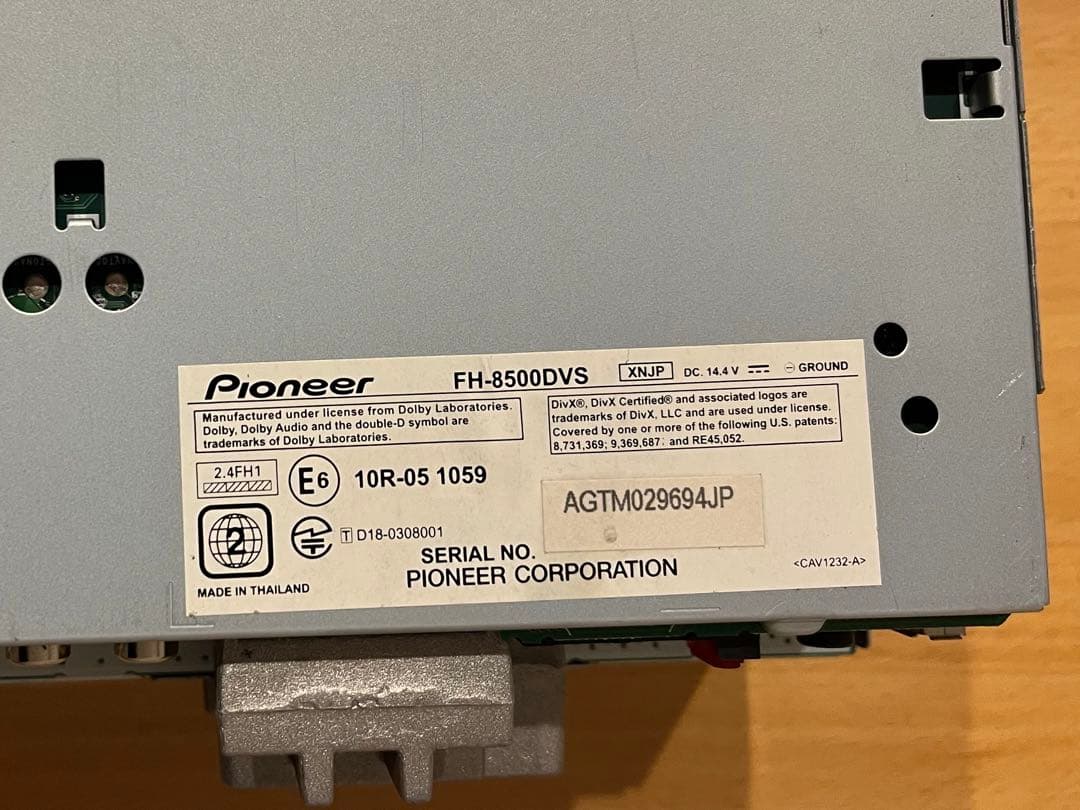 Pioneer FH-8500DVS XNJP DC. 14.4 V ⎓ ⊖ GROUND
Manufactured under license from Dolby Laboratories.
Dolby, Dolby Audio and the double-D symbol are
trademarks of Dolby Laboratories.
DivX®, DivX Certified® and associated logos are
trademarks of DivX, LLC and are used under license.
Covered by one or more of the following U.S. patents:
8,731,369; 9,369,687; and RE45,052.
2.4FH1
E6 10R-05 1059
AGTM029694JP
2
T D18-0308001
SERIAL NO.
PIONEER CORPORATION
<CAV1232-A>
MADE IN THAILAND